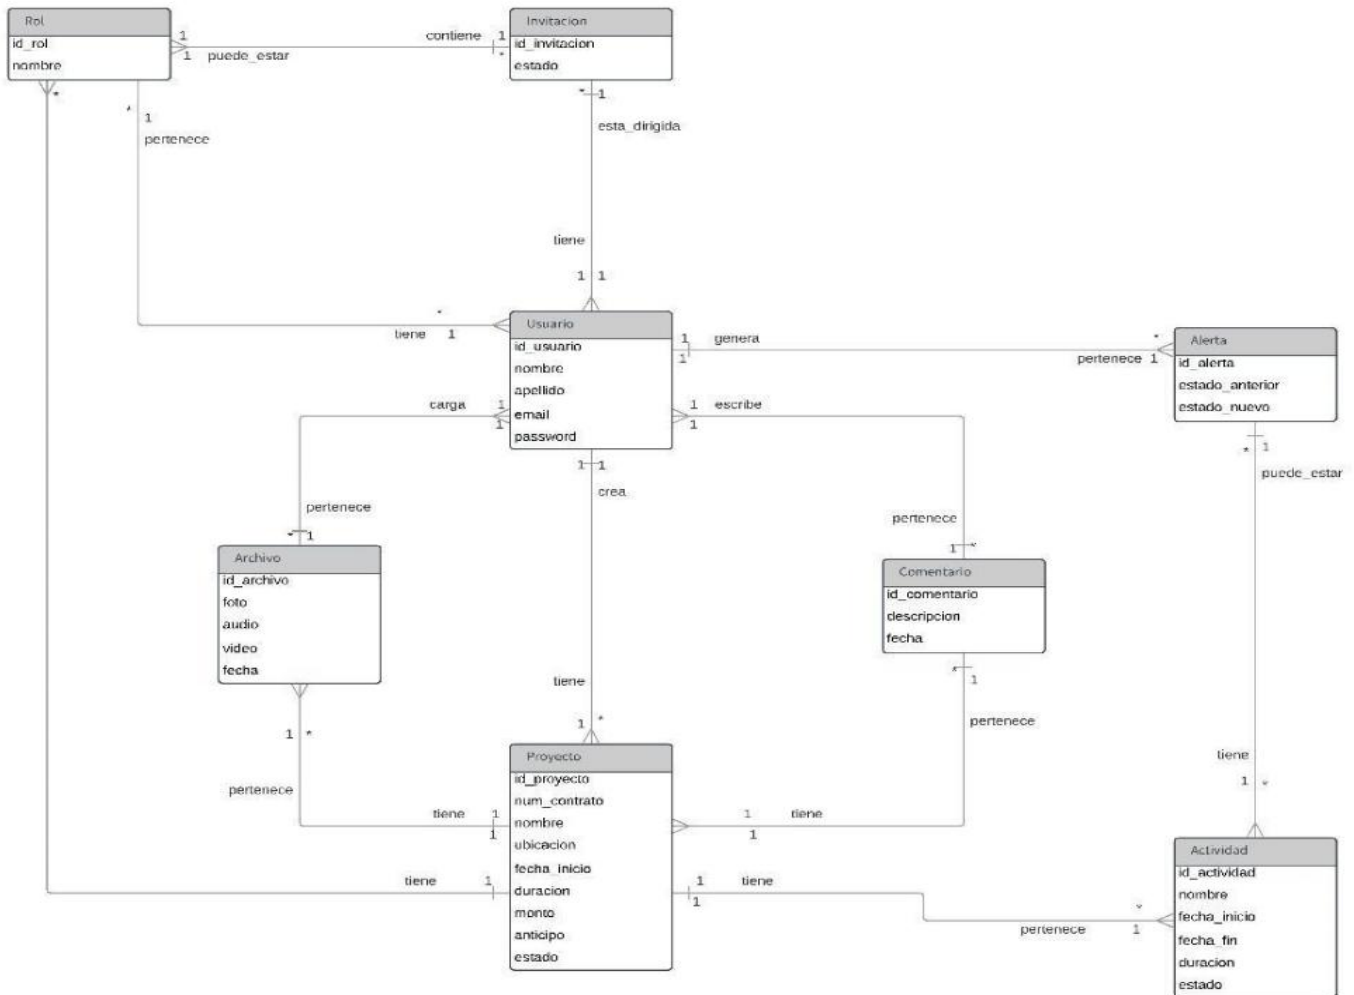 Rol
id_rol
nombre
1
1
puede_estar
contiene
1
*
Invitacion
id_invitacion
estado
*
1
pertenece
*
*
1
esta_dirigida
tiene
1
1
*
tiene
1
Usuario
id_usuario
nombre
apellido
email
password
1
genera
1
*
pertenece
1
Alerta
id_alerta
estado_anterior
estado_nuevo
carga
1
1
1
escribe
1
*
1
puede_estar
1
1
crea
pertenece
*
1
pertenece
1
*
Archivo
id_archivo
foto
audio
video
fecha
Comentario
id_comentario
descripcion
fecha
*
1
pertenece
tiene
1
*
1
*
pertenece
tiene
1
1
Proyecto
id_proyecto
num_contrato
nombre
ubicacion
fecha_inicio
duracion
monto
anticipo
estado
1
tiene
1
tiene
1
*
tiene
1
1
tiene
1
*
pertenece
1
Actividad
id_actividad
nombre
fecha_inicio
fecha_fin
duracion
estado